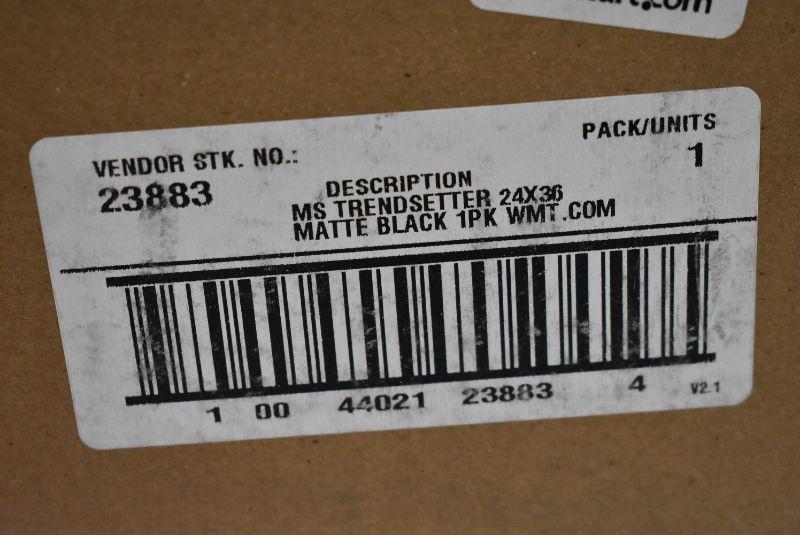 VENDOR STK. NO.:
23883
PACK/UNITS
1
DESCRIPTION
MS TRENDSETTER 24X36
MATTE BLACK 1PK WMT.COM
1 00 44021 23883 4
V2.1